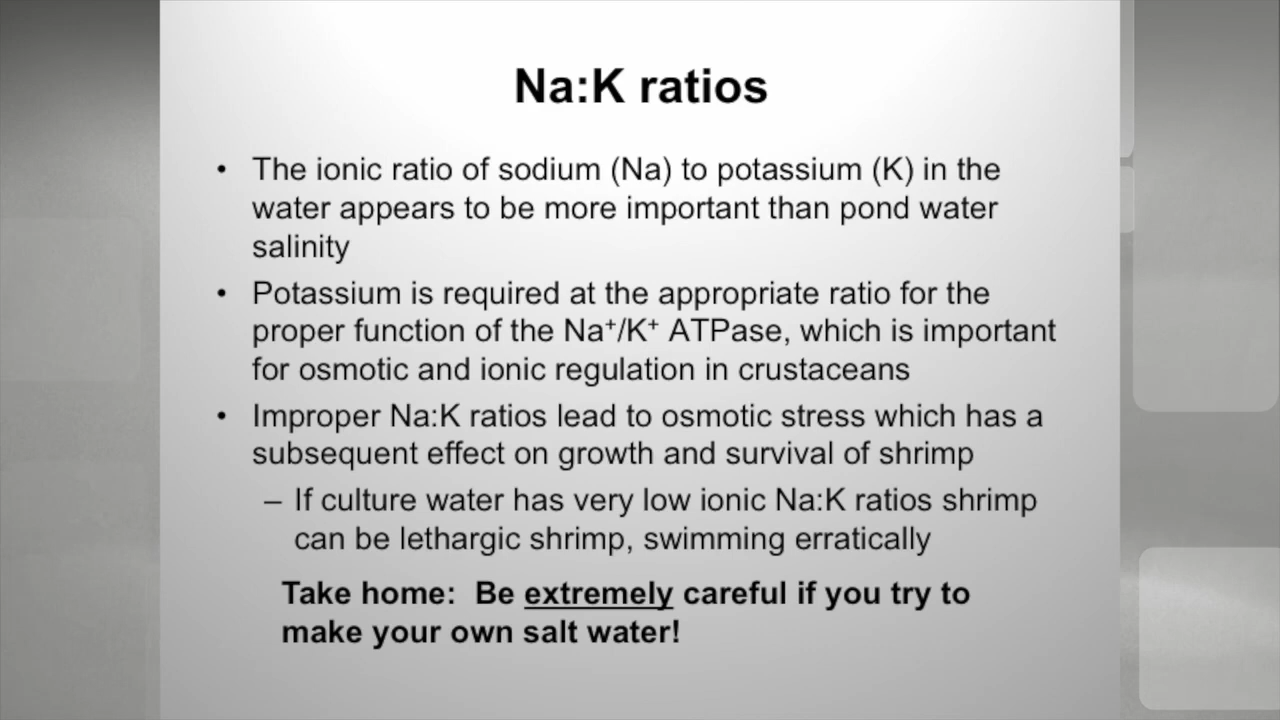 Na:K ratios
• The ionic ratio of sodium (Na) to potassium (K) in the
water appears to be more important than pond water
salinity
• Potassium is required at the appropriate ratio for the
proper function of the Na⁺/K⁺ ATPase, which is important
for osmotic and ionic regulation in crustaceans
• Improper Na:K ratios lead to osmotic stress which has a
subsequent effect on growth and survival of shrimp
– If culture water has very low ionic Na:K ratios shrimp
can be lethargic shrimp, swimming erratically
Take home:  Be extremely careful if you try to
make your own salt water!